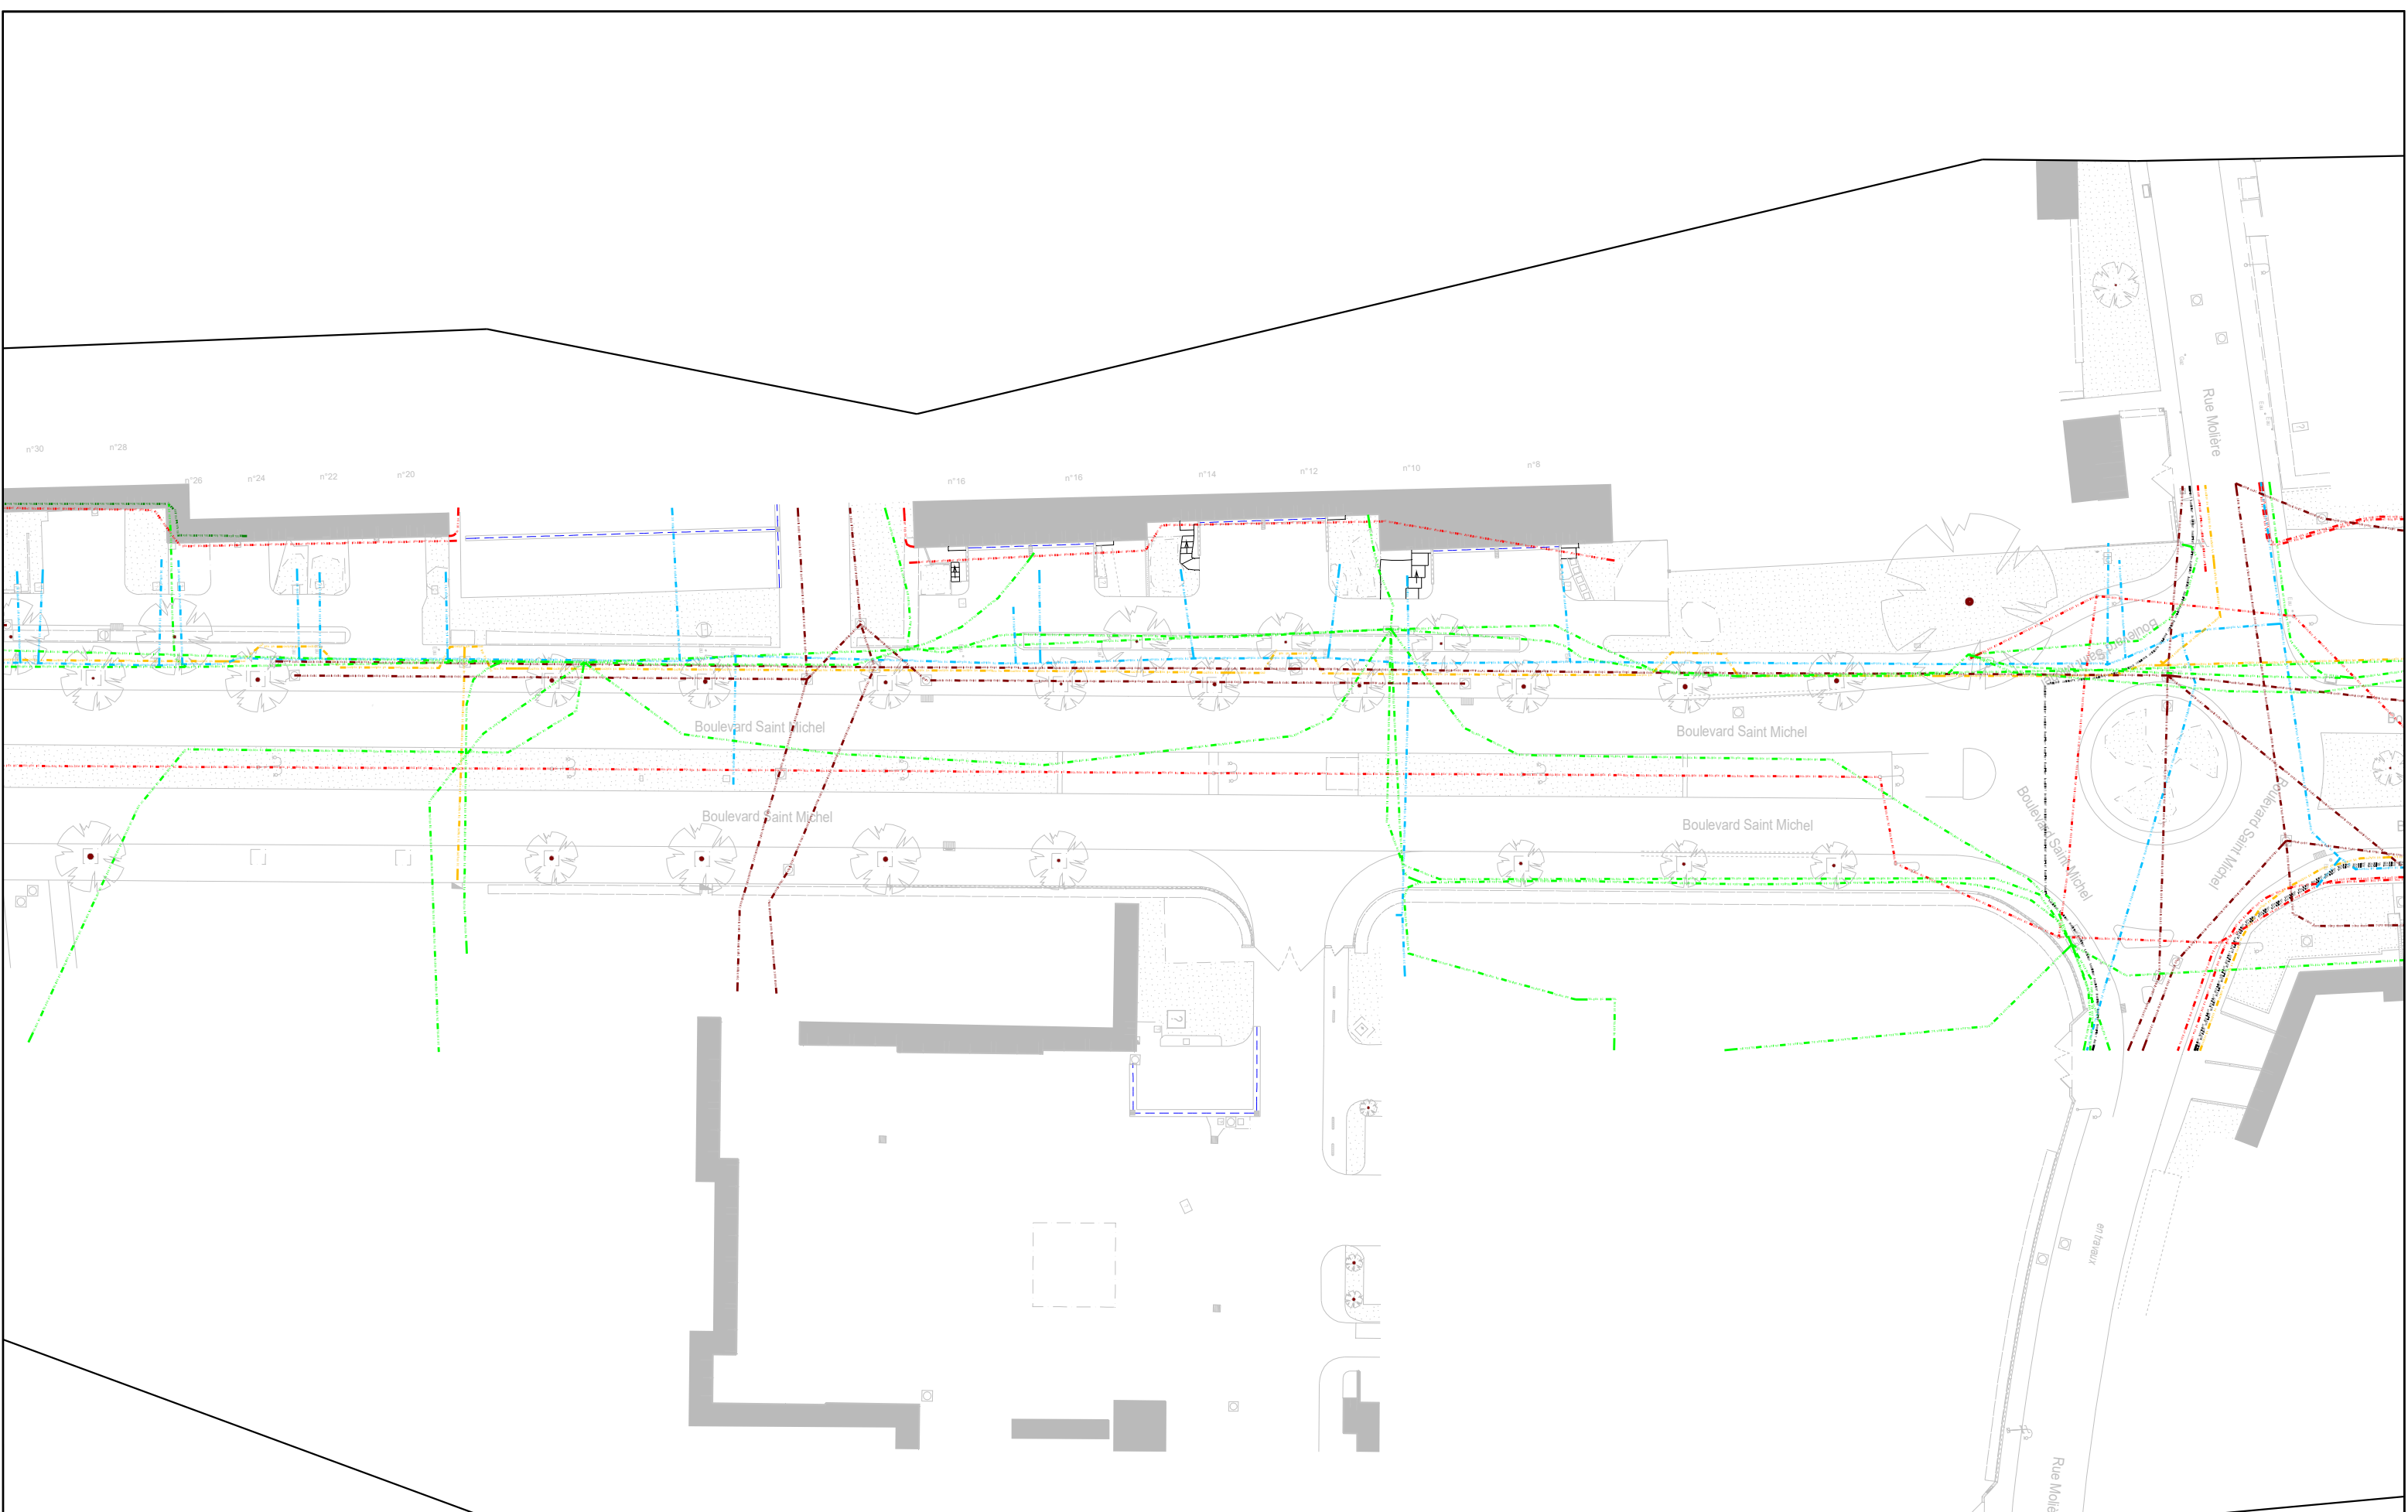 n°30
n°28
n°26
n°24
n°22
n°20
n°16
n°16
n°14
n°12
n°10
n°8
Rue Molière
?
Boulevard Saint Michel
Boulevard Saint Michel
Boulevard Saint Michel
Boulevard Saint Michel
Boulevard Saint Michel
Boulevard Saint Michel
?
en travaux